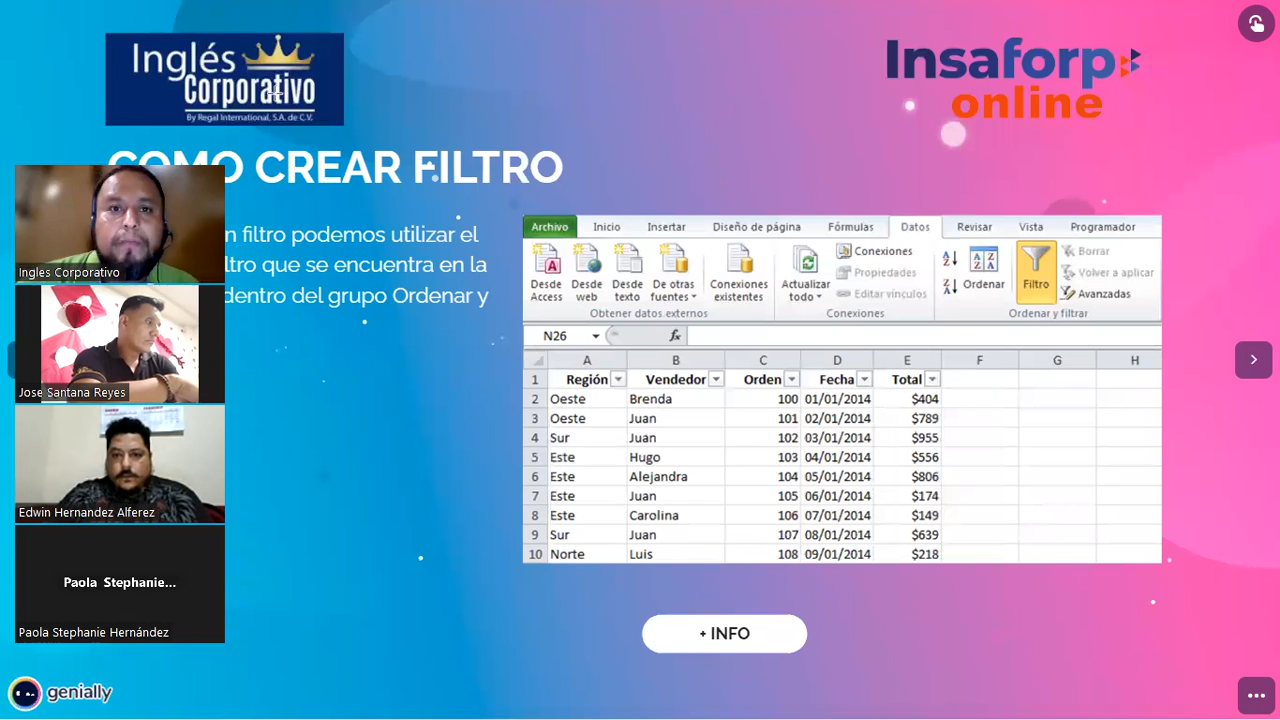 Inglés
Corporativo
By Regal International, S.A. de C.V.
Insaforp
online
COMO CREAR FILTRO
n filtro podemos utilizar el
ltro que se encuentra en la
dentro del grupo Ordenar y
Ingles Corporativo
Jose Santana Reyes
Edwin Hernandez Alferez
Paola Stephanie...
Paola Stephanie Hernández
Archivo Inicio Insertar Diseño de página Fórmulas Datos Revisar Vista Programador
Desde Access
Desde web
Desde texto
De otras fuentes
Conexiones existentes
Obtener datos externos
Actualizar todo
Conexiones
Propiedades
Editar vínculos
Conexiones
Ordenar
Filtro
Borrar
Volver a aplicar
Avanzadas
Ordenar y filtrar
N26 fx
A B C D E F G H
1 Región Vendedor Orden Fecha Total
2 Oeste Brenda 100 01/01/2014 $404
3 Oeste Juan 101 02/01/2014 $789
4 Sur Juan 102 03/01/2014 $955
5 Este Hugo 103 04/01/2014 $556
6 Este Alejandra 104 05/01/2014 $806
7 Este Juan 105 06/01/2014 $174
8 Este Carolina 106 07/01/2014 $149
9 Sur Juan 107 08/01/2014 $639
10 Norte Luis 108 09/01/2014 $218
+ INFO
genially